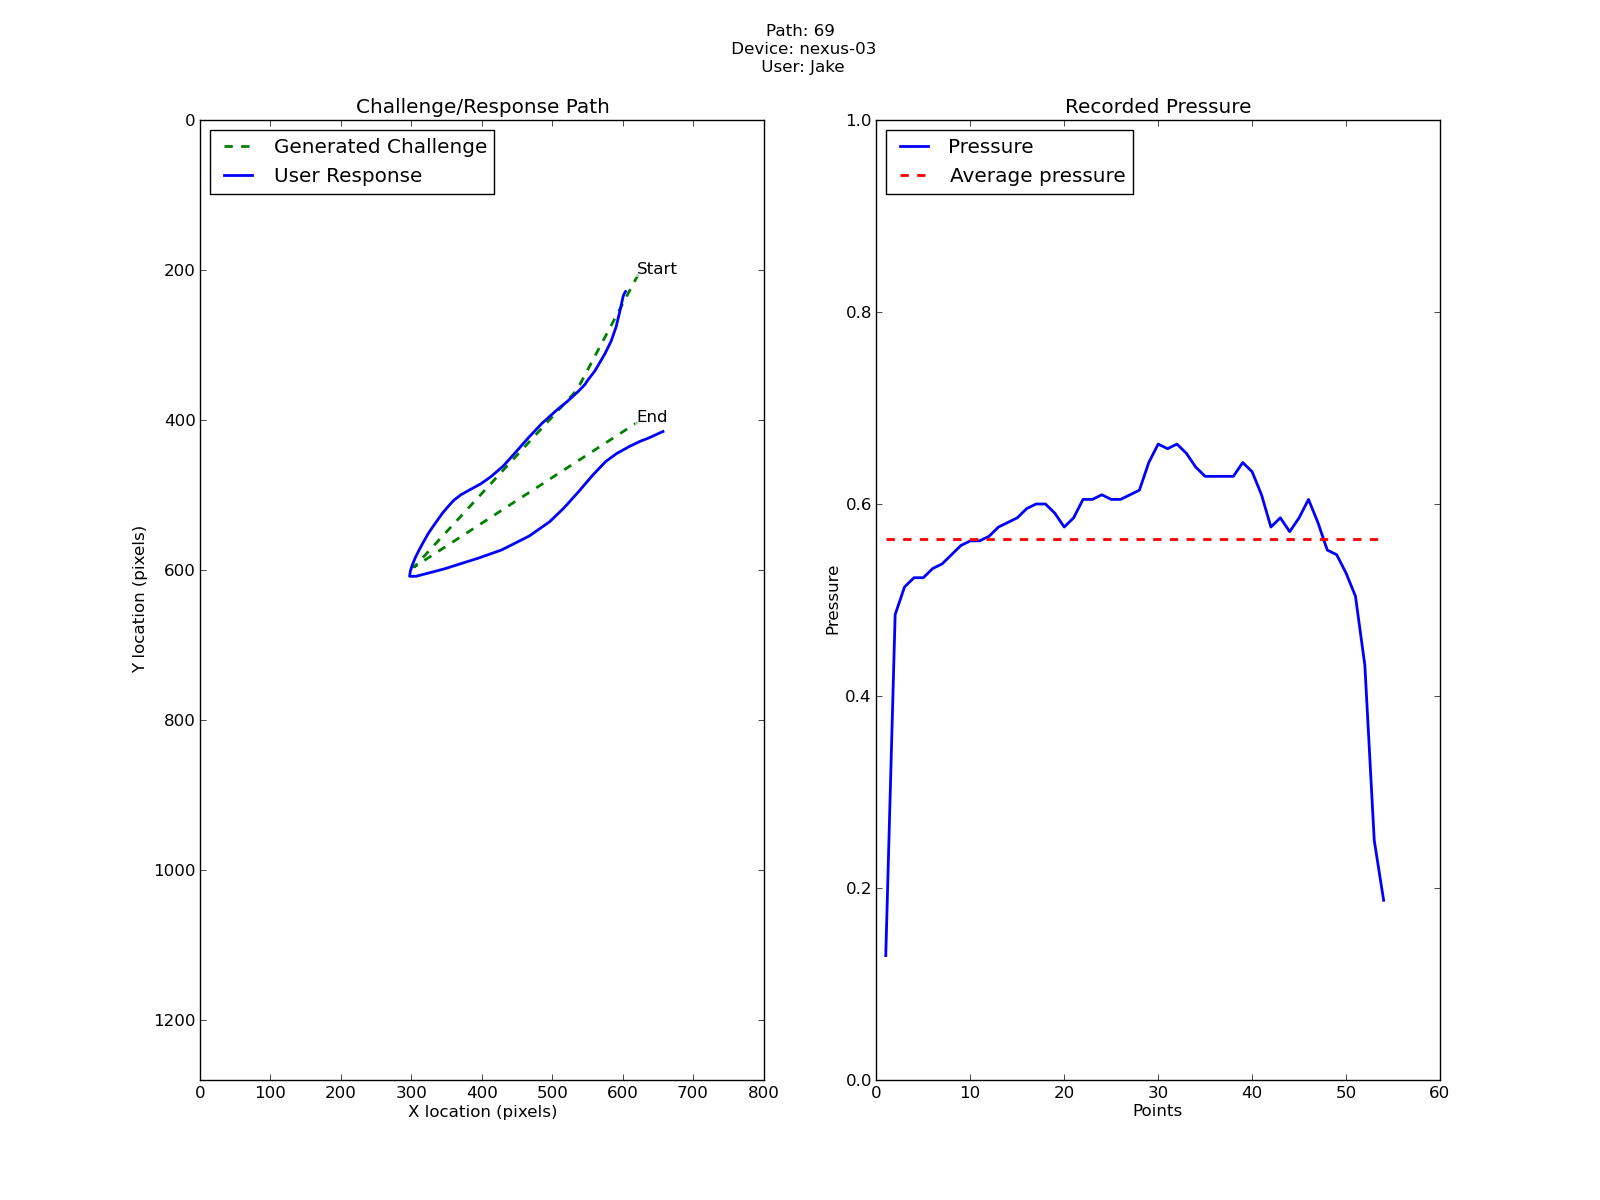 Path: 69
Device: nexus-03
User: Jake
Challenge/Response Path
Generated Challenge
User Response
Start
End
0
200
400
600
800
1000
1200
Y location (pixels)
0 100 200 300 400 500 600 700 800
X location (pixels)
Recorded Pressure
Pressure
Average pressure
1.0
0.8
0.6
0.4
0.2
0.0
Pressure
0 10 20 30 40 50 60
Points